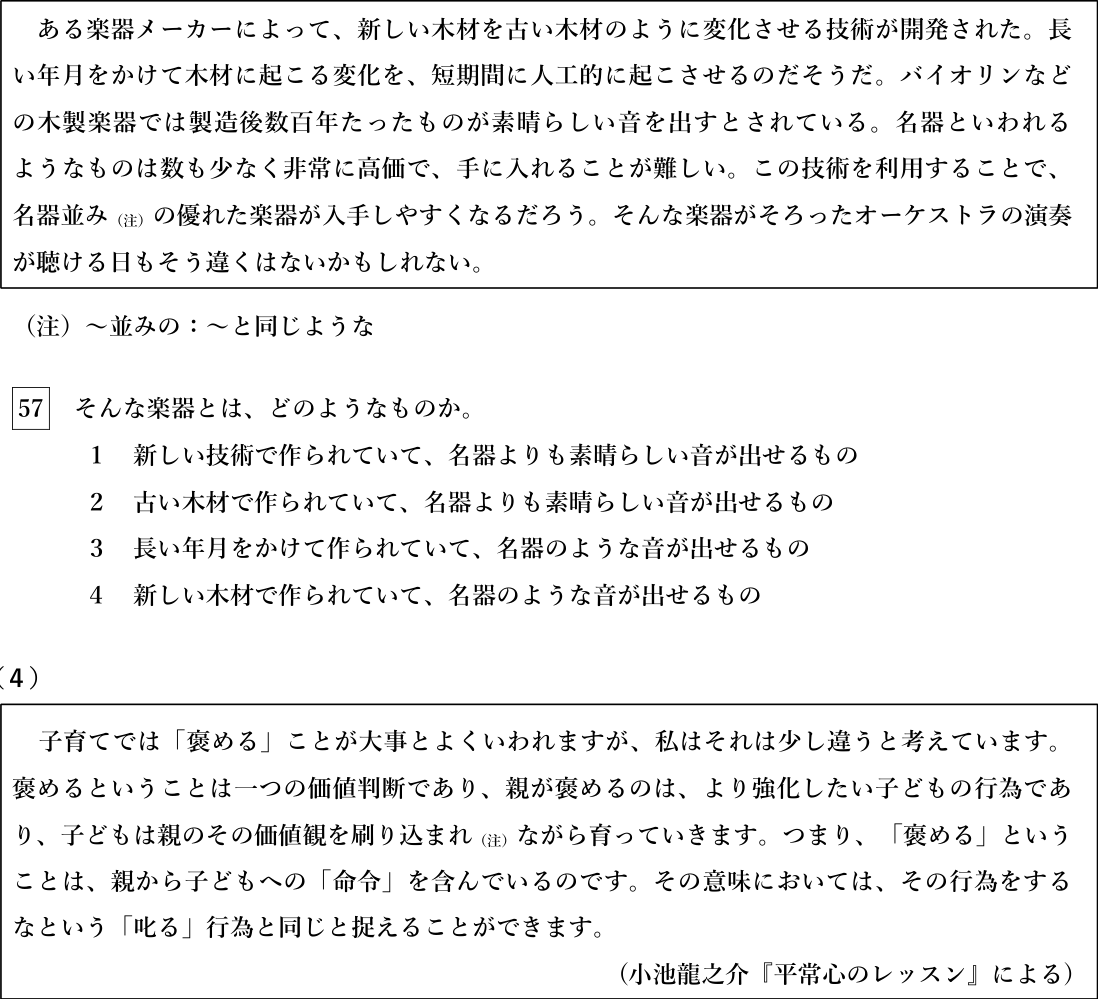 ある楽器メーカーによって、新しい木材を古い木材のように変化させる技術が開発された。長
い年月をかけて木材に起こる変化を、短期間に人工的に起こさせるのだそうだ。バイオリンなど
の木製楽器では製造後数百年たったものが素晴らしい音を出すとされている。名器といわれる
ようなものは数も少なく非常に高価で、手に入れることが難しい。この技術を利用することで、
名器並み（注）の優れた楽器が入手しやすくなるだろう。そんな楽器がそろったオーケストラの演奏
が聴ける日もそう遠くはないかもしれない。
（注）～並みの：～と同じような
57 そんな楽器とは、どのようなものか。
1 新しい技術で作られていて、名器よりも素晴らしい音が出せるもの
2 古い木材で作られていて、名器よりも素晴らしい音が出せるもの
3 長い年月をかけて作られていて、名器のような音が出せるもの
4 新しい木材で作られていて、名器のような音が出せるもの
（4）
子育てでは「褒める」ことが大事とよくいわれますが、私はそれは少し違うと考えています。
褒めるということは一つの価値判断であり、親が褒めるのは、より強化したい子どもの行為であ
り、子どもは親のその価値観を刷り込まれ（注）ながら育っていきます。つまり、「褒める」という
ことは、親から子どもへの「命令」を含んでいるのです。その意味においては、その行為をする
なという「叱る」行為と同じと捉えることができます。
（小池龍之介『平常心のレッスン』による）